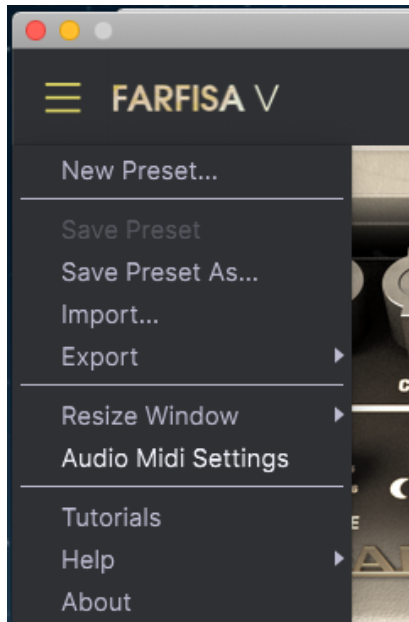 FARFISA V
New Preset...
Save Preset
Save Preset As...
Import...
Export
Resize Window
Audio Midi Settings
Tutorials
Help
About